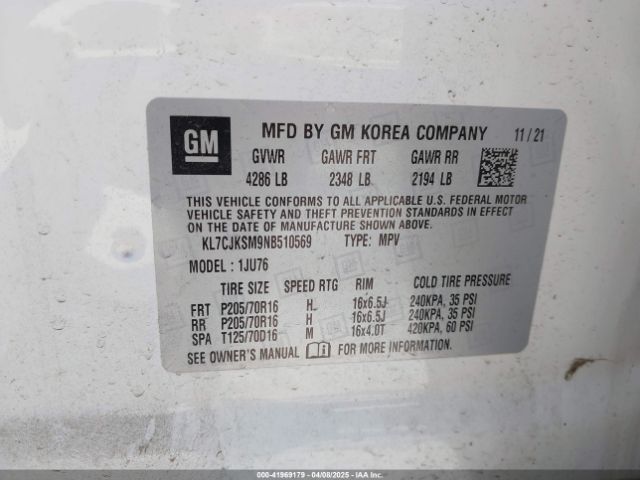 GM
MFD BY GM KOREA COMPANY 11/21
GVWR GAWR FRT GAWR RR
4286 LB 2348 LB 2194 LB
THIS VEHICLE CONFORMS TO ALL APPLICABLE U.S. FEDERAL MOTOR
VEHICLE SAFETY AND THEFT PREVENTION STANDARDS IN EFFECT
ON THE DATE OF MANUFACTURE SHOWN ABOVE.
KL7CJKSM9NB510569 TYPE: MPV
MODEL: 1JU76
TIRE SIZE SPEED RTG RIM COLD TIRE PRESSURE
FRT P205/70R16 H 16x6.5J 240KPA, 35 PSI
RR P205/70R16 H 16x6.5J 240KPA, 35 PSI
SPA T125/70D16 M 16x4.0T 420KPA, 60 PSI
SEE OWNER'S MANUAL FOR MORE INFORMATION.
000-41969179 | 04/08/2025 | IAAI.COM